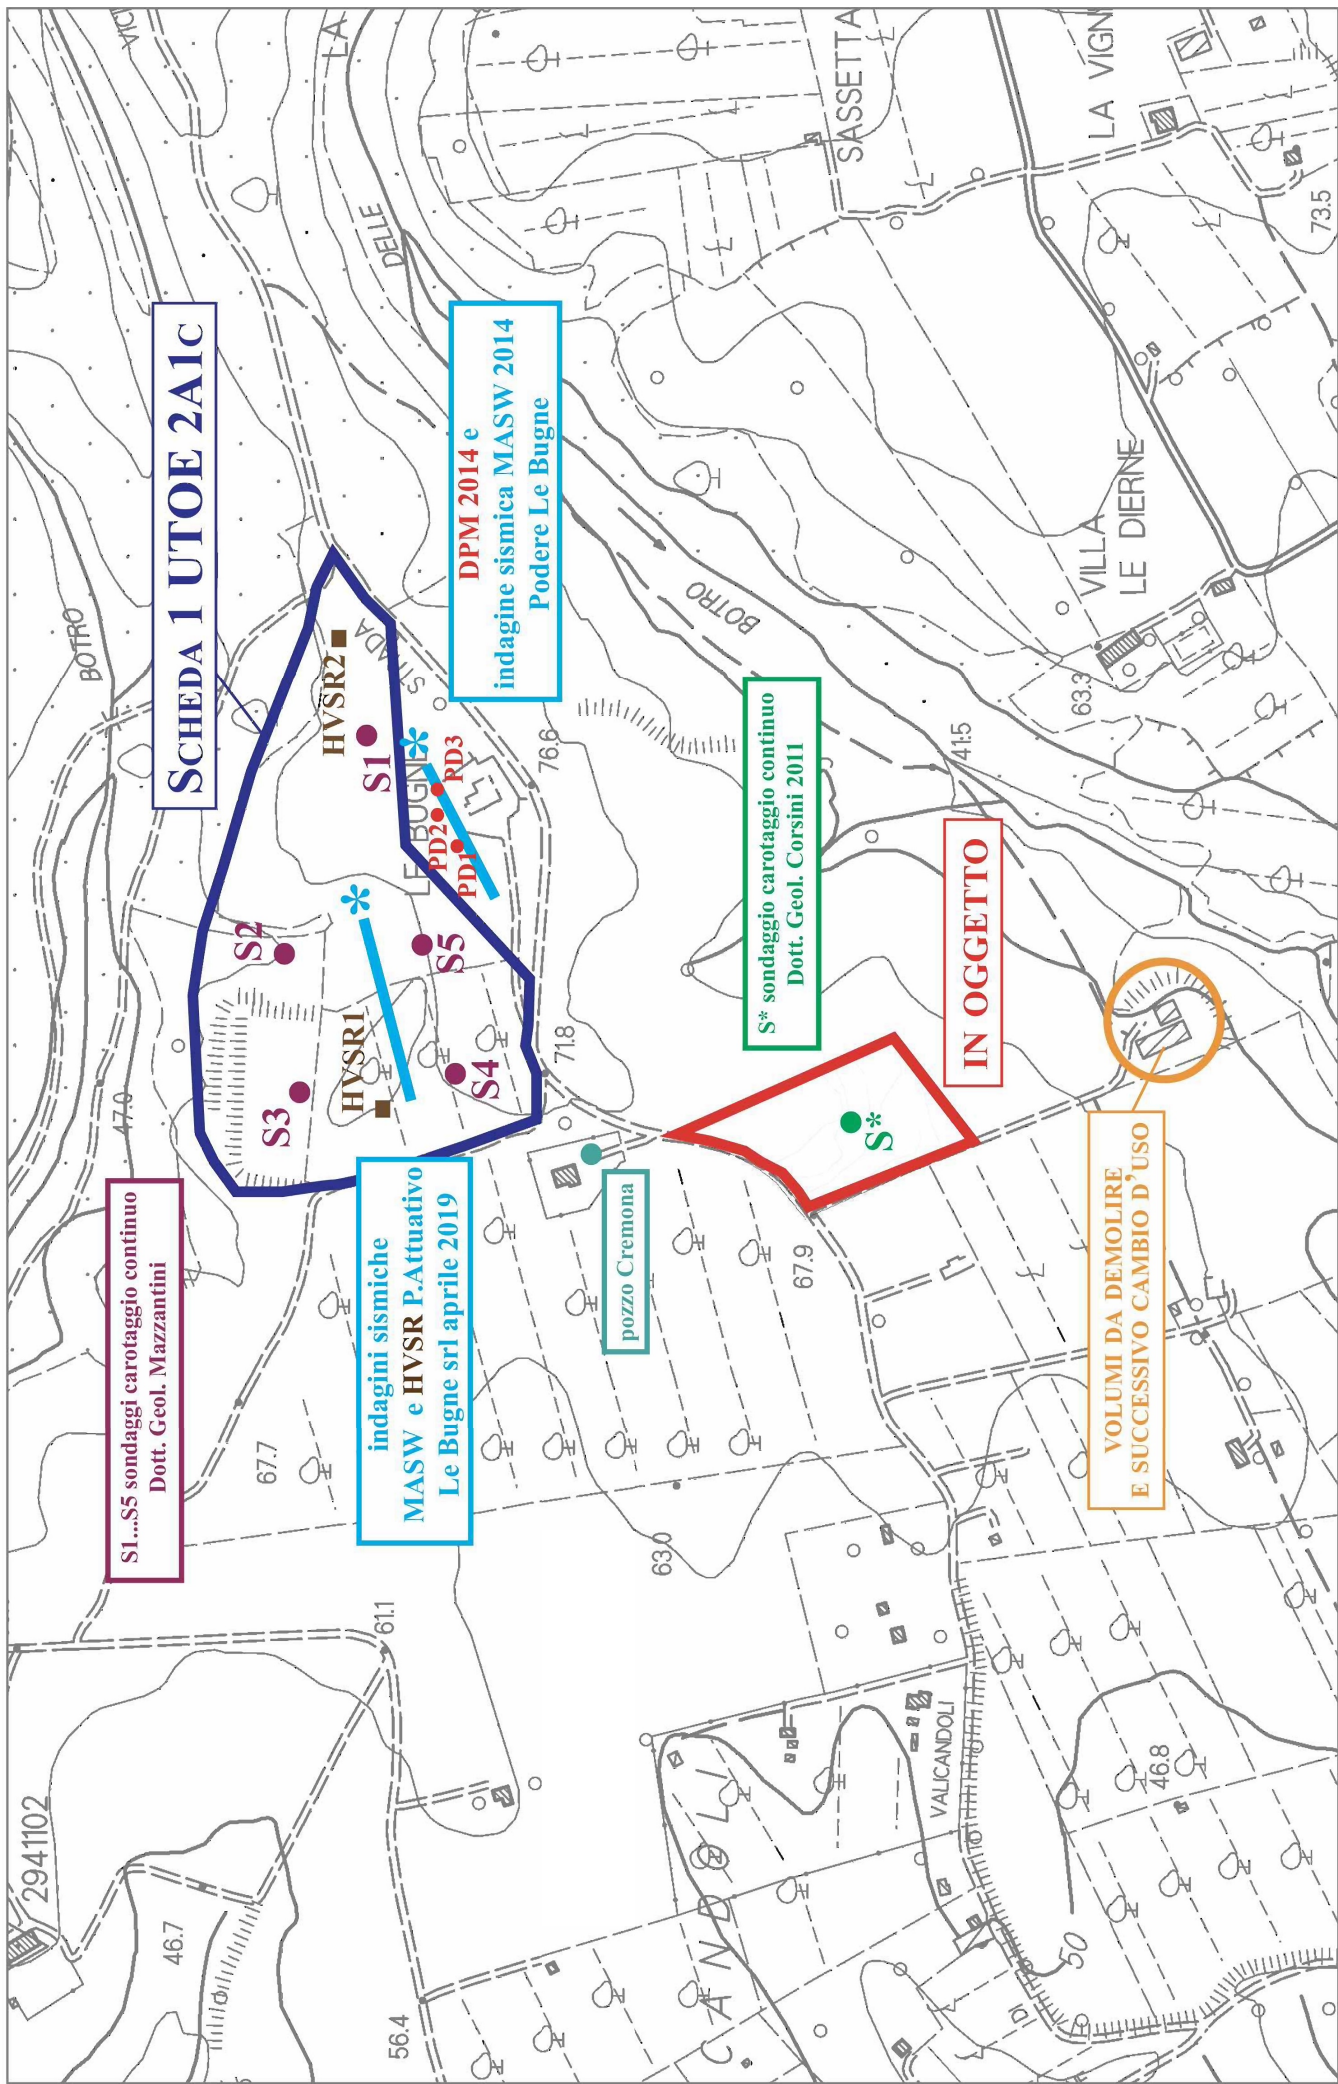 S1...S5 sondaggi carotaggio continuo
Dott. Geol. Mazzantini
SCHEDA 1 UTOE 2A1C
indagini sismiche
MASW e HVSR P.Attuativo
Le Bugne srl aprile 2019
DPM 2014 e
indagine sismica MASW 2014
Podere Le Bugne
pozzo Cremona
S* sondaggio carotaggio continuo
Dott. Geol. Corsini 2011
IN OGGETTO
VOLUMI DA DEMOLIRE
E SUCCESSIVO CAMBIO D'USO
S3
S2
HVSR1
HVSR2
S1
S4
S5
PD1
PD2
PD3
S*
2941102
46.7
56.4
61.1
67.7
47.0
BOTRO
LA
DELLE
STRADA
LE BUGNE
76.6
71.8
63.0
67.9
BOTRO
41.5
SASSETTA
LA VIGN
73.5
VILLA
LE DIERNE
63.3
CANDOLI
VALICANDOLI
DI
50
46.8